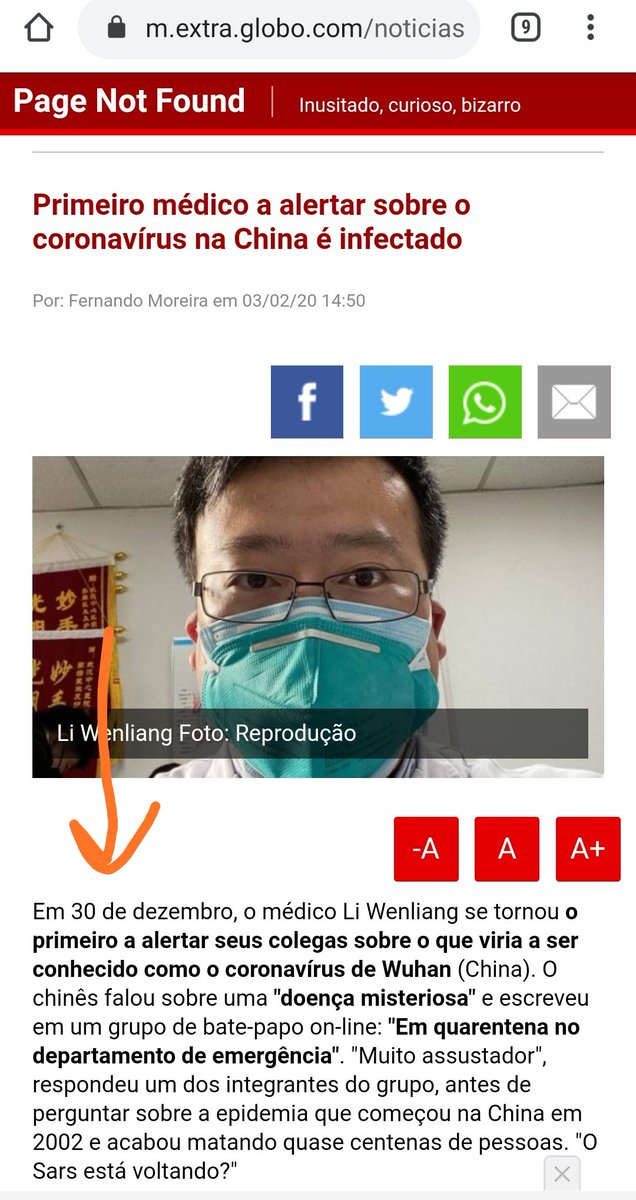 m.extra.globo.com/noticias
9
Page Not Found
Inusitado, curioso, bizarro
Primeiro médico a alertar sobre o
coronavírus na China é infectado
Por: Fernando Moreira em 03/02/20 14:50
f
妙手
妙手
Li Wenliang Foto: Reprodução
-A
A
A+
Em 30 de dezembro, o médico Li Wenliang se tornou o
primeiro a alertar seus colegas sobre o que viria a ser
conhecido como o coronavírus de Wuhan (China). O
chinês falou sobre uma "doença misteriosa" e escreveu
em um grupo de bate-papo on-line: "Em quarentena no
departamento de emergência". "Muito assustador",
respondeu um dos integrantes do grupo, antes de
perguntar sobre a epidemia que começou na China em
2002 e acabou matando quase centenas de pessoas. "O
Sars está voltando?"